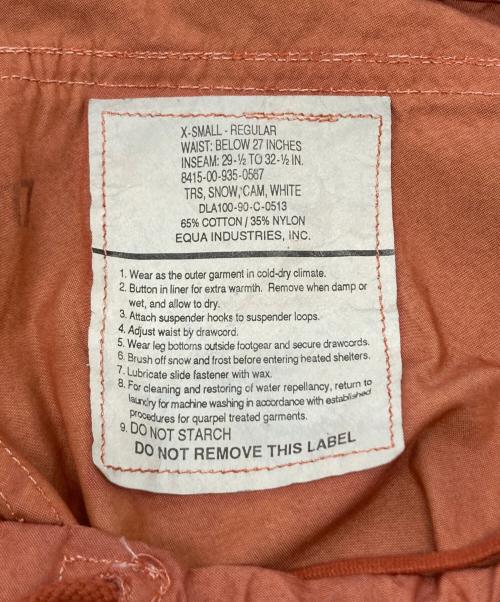 X-SMALL - REGULAR
WAIST: BELOW 27 INCHES
INSEAM: 29-½ TO 32-½ IN.
8415-00-935-0567
TRS, SNOW, CAM, WHITE
DLA100-90-C-0513
65% COTTON / 35% NYLON
EQUA INDUSTRIES, INC.
1. Wear as the outer garment in cold-dry climate.
2. Button in liner for extra warmth. Remove when damp or
wet, and allow to dry.
3. Attach suspender hooks to suspender loops.
4. Adjust waist by drawcord.
5. Wear leg bottoms outside footgear and secure drawcords.
6. Brush off snow and frost before entering heated shelters.
7. Lubricate slide fastener with wax.
8. For cleaning and restoring of water repellancy, return to
laundry for machine washing in accordance with established
procedures for quarpel treated garments.
9. DO NOT STARCH
DO NOT REMOVE THIS LABEL